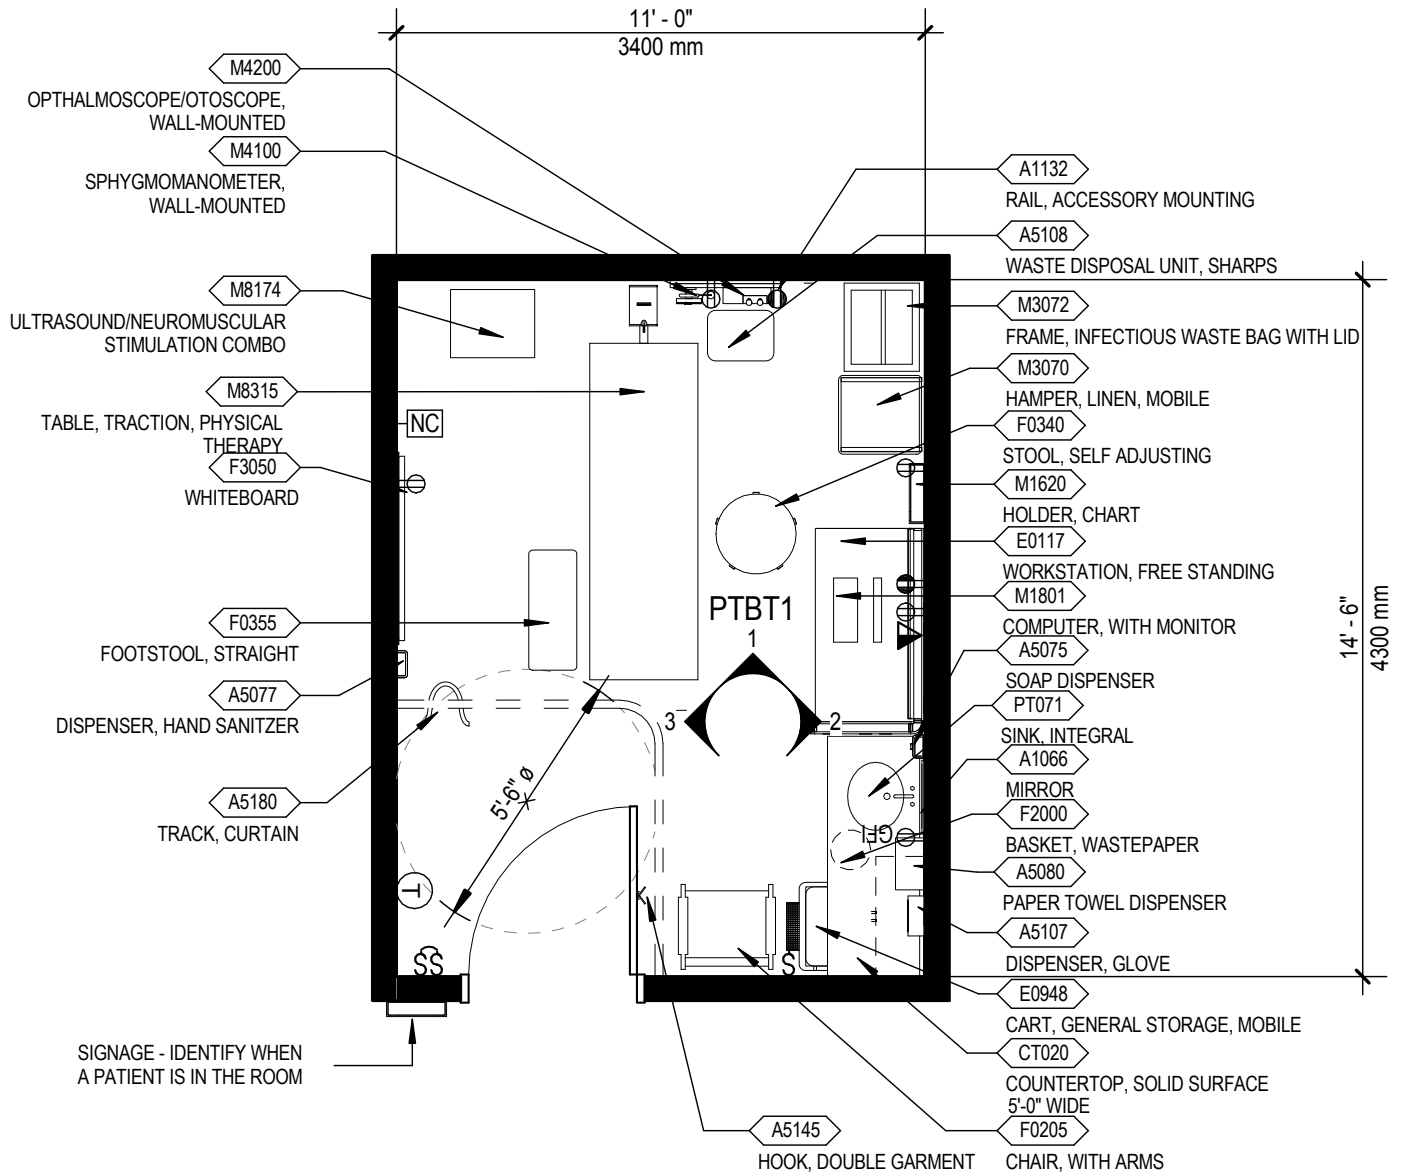 11' - 0"
3400 mm
M4200
OPTHALMOSCOPE/OTOSCOPE,
WALL-MOUNTED
M4100
SPHYGMOMANOMETER,
WALL-MOUNTED
M8174
ULTRASOUND/NEUROMUSCULAR
STIMULATION COMBO
M8315
TABLE, TRACTION, PHYSICAL
THERAPY
F3050
WHITEBOARD
F0355
FOOTSTOOL, STRAIGHT
A5077
DISPENSER, HAND SANITZER
A5180
TRACK, CURTAIN
SIGNAGE - IDENTIFY WHEN
A PATIENT IS IN THE ROOM
NC
PTBT1
1
3
2
5'-6" ø
GFI
T
SS
S
A1132
RAIL, ACCESSORY MOUNTING
A5108
WASTE DISPOSAL UNIT, SHARPS
M3072
FRAME, INFECTIOUS WASTE BAG WITH LID
M3070
HAMPER, LINEN, MOBILE
F0340
STOOL, SELF ADJUSTING
M1620
HOLDER, CHART
E0117
WORKSTATION, FREE STANDING
M1801
COMPUTER, WITH MONITOR
A5075
SOAP DISPENSER
PT071
SINK, INTEGRAL
A1066
MIRROR
F2000
BASKET, WASTEPAPER
A5080
PAPER TOWEL DISPENSER
A5107
DISPENSER, GLOVE
E0948
CART, GENERAL STORAGE, MOBILE
CT020
COUNTERTOP, SOLID SURFACE
5'-0" WIDE
F0205
CHAIR, WITH ARMS
A5145
HOOK, DOUBLE GARMENT
14' - 6"
4300 mm